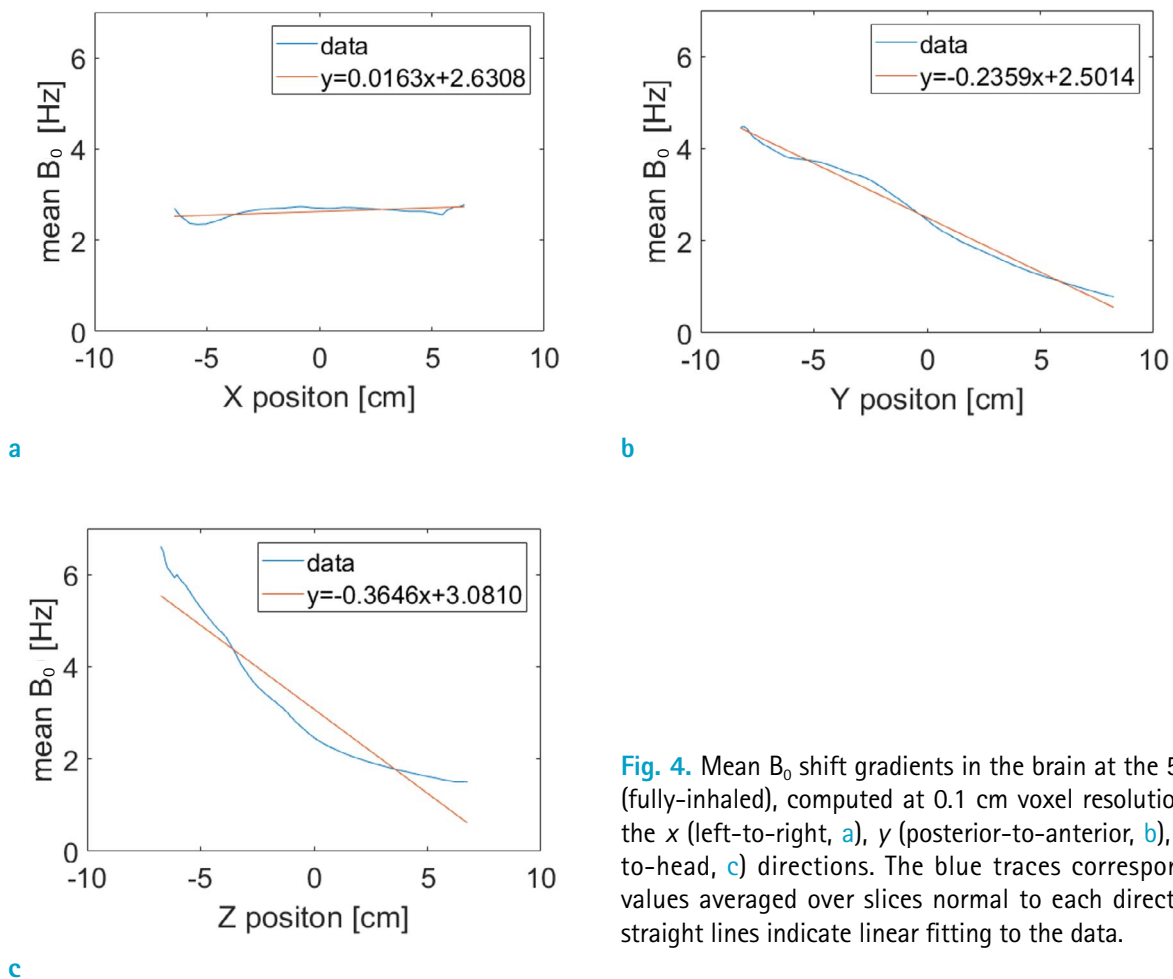 6
4
2
0
mean B₀ [Hz]
data
y=0.0163x+2.6308
-10
-5
0
5
10
X positon [cm]
a
6
4
2
0
mean B₀ [Hz]
data
y=-0.2359x+2.5014
-10
-5
0
5
10
Y positon [cm]
b
6
4
2
0
mean B₀ [Hz]
data
y=-0.3646x+3.0810
-10
-5
0
5
10
Z positon [cm]
c
Fig. 4. Mean B₀ shift gradients in the brain at the 5
(fully-inhaled), computed at 0.1 cm voxel resolutio
the x (left-to-right, a), y (posterior-to-anterior, b),
to-head, c) directions. The blue traces correspor
values averaged over slices normal to each direct
straight lines indicate linear fitting to the data.